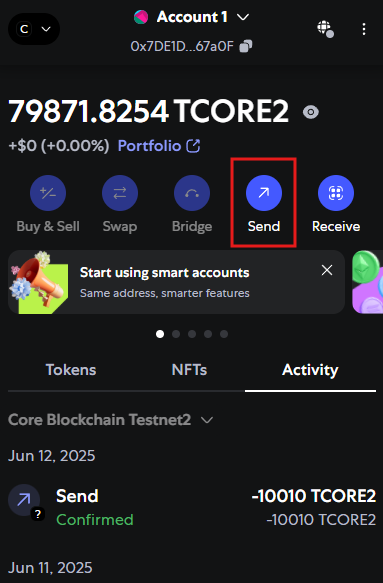 C
Account 1
0x7DE1D...67a0F
79871.8254 TCORE2
+$0 (+0.00%) Portfolio
Buy & Sell Swap Bridge Send Receive
Start using smart accounts
Same address, smarter features
Tokens NFTs Activity
Core Blockchain Testnet2
Jun 12, 2025
Send -10010 TCORE2
?
Confirmed -10010 TCORE2
Jun 11, 2025